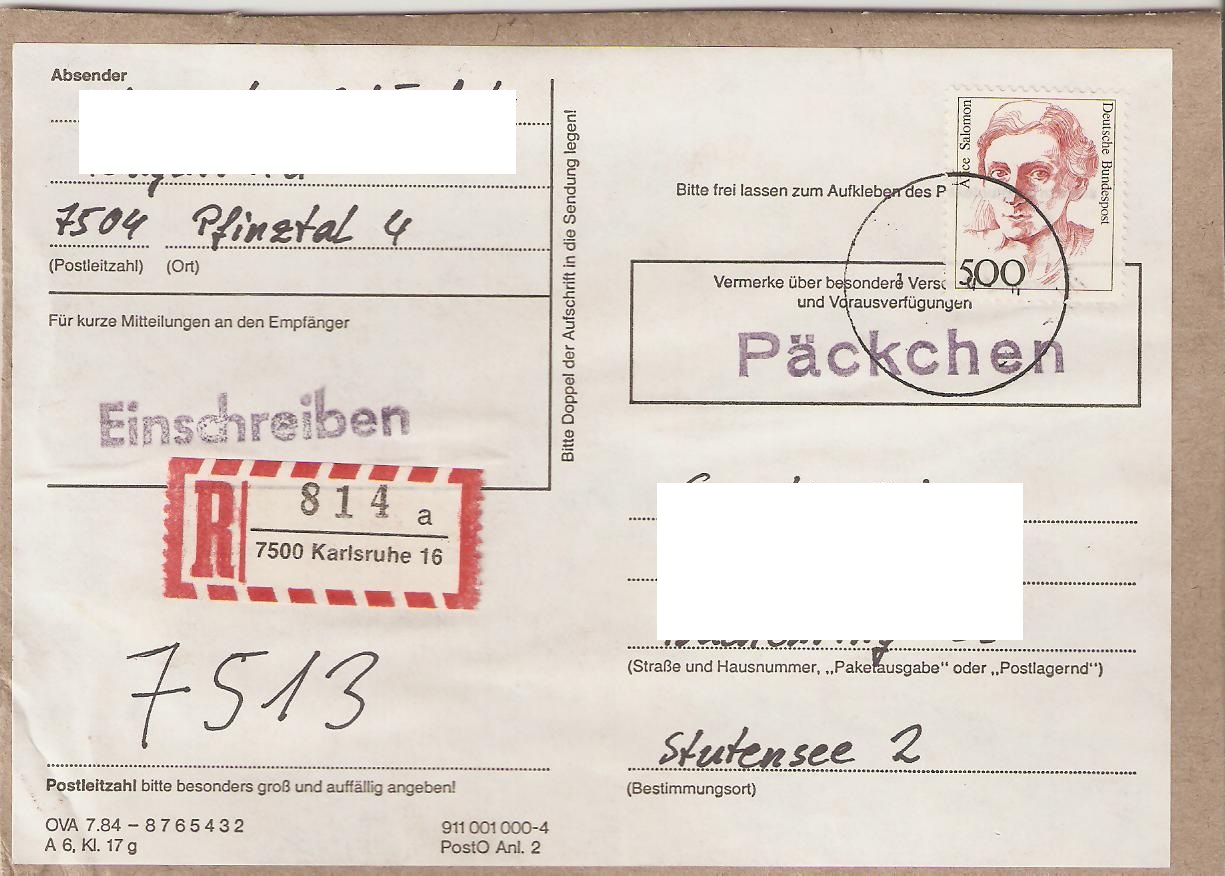 Absender
7504 Pfinztal 4
(Postleitzahl) (Ort)
Für kurze Mitteilungen an den Empfänger
Einschreiben
R 814 a
7500 Karlsruhe 16
7513
Postleitzahl bitte besonders groß und auffällig angeben!
OVA 7.84 – 8765432
A 6, Kl. 17 g
911 001 000-4
PostO Anl. 2
Bitte Doppel der Aufschrift in die Sendung legen!
Alice Salomon
Deutsche Bundespost
500
Bitte frei lassen zum Aufkleben des
Vermerke über besondere
und Vorausverfügungen
Päckchen
(Straße und Hausnummer, „Paketausgabe“ oder „Postlagernd“)
Stutensee 2
(Bestimmungsort)